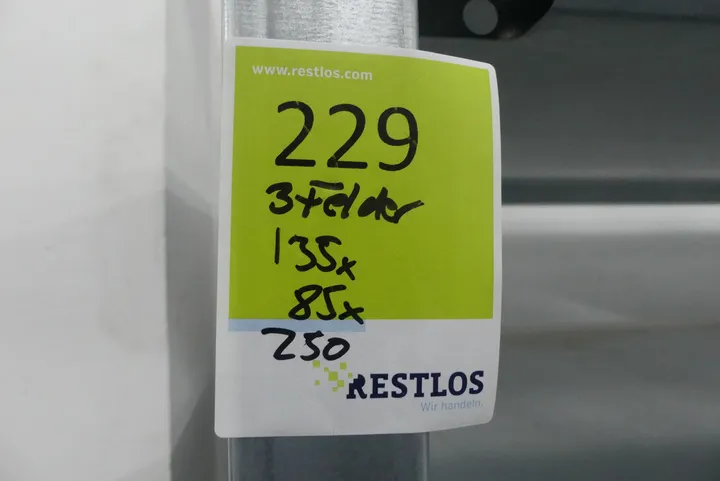 www.restlos.com
229
3 Felder
135x
85x
250
RESTLOS
Wir handeln.